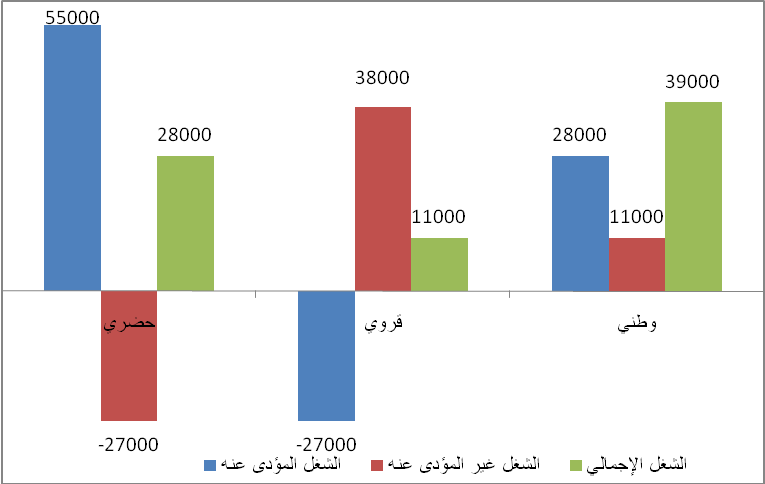 55000
38000
39000
28000
28000
11000
11000
حضري
قروي
وطني
-27000
-27000
الشغل المؤدى عنه
الشغل غير المؤدى عنه
الشغل الإجمالي